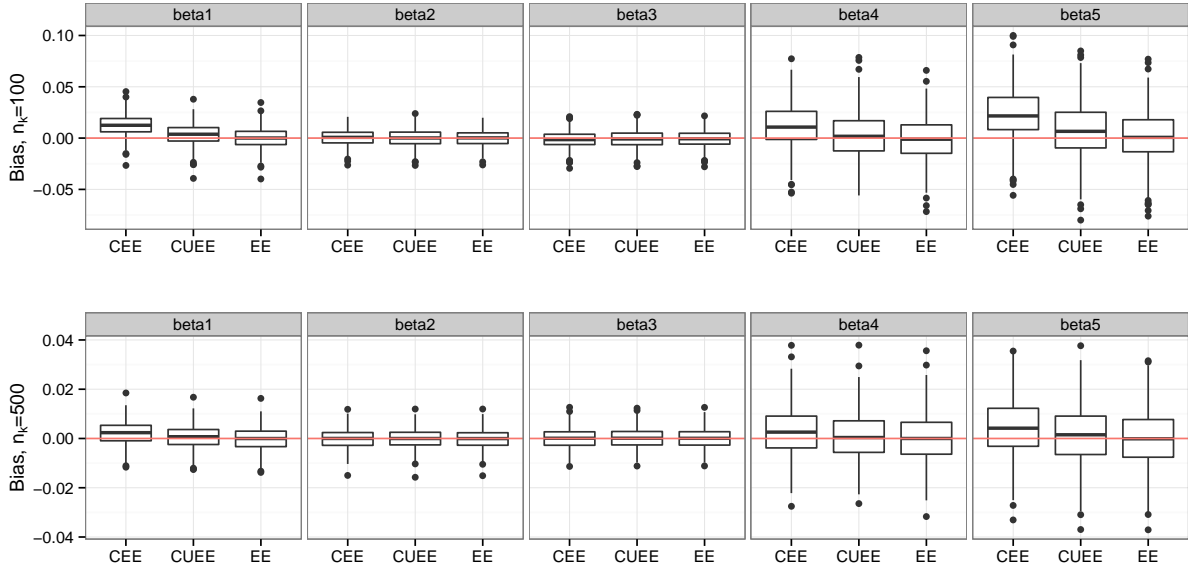 beta1 beta2 beta3 beta4 beta5
0.10
0.05
0.00
−0.05
Bias, n_k=100
CEE CUEE EE CEE CUEE EE CEE CUEE EE CEE CUEE EE CEE CUEE EE
beta1 beta2 beta3 beta4 beta5
0.04
0.02
0.00
−0.02
−0.04
Bias, n_k=500
CEE CUEE EE CEE CUEE EE CEE CUEE EE CEE CUEE EE CEE CUEE EE